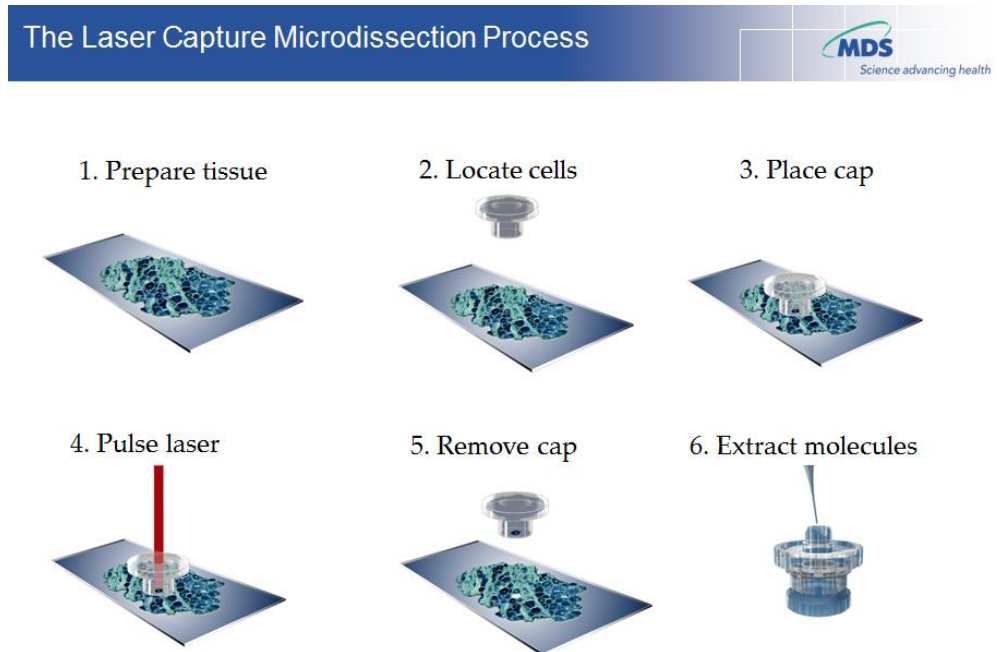 The Laser Capture Microdissection Process
MDS
Science advancing health
1. Prepare tissue
2. Locate cells
3. Place cap
4. Pulse laser
5. Remove cap
6. Extract molecules